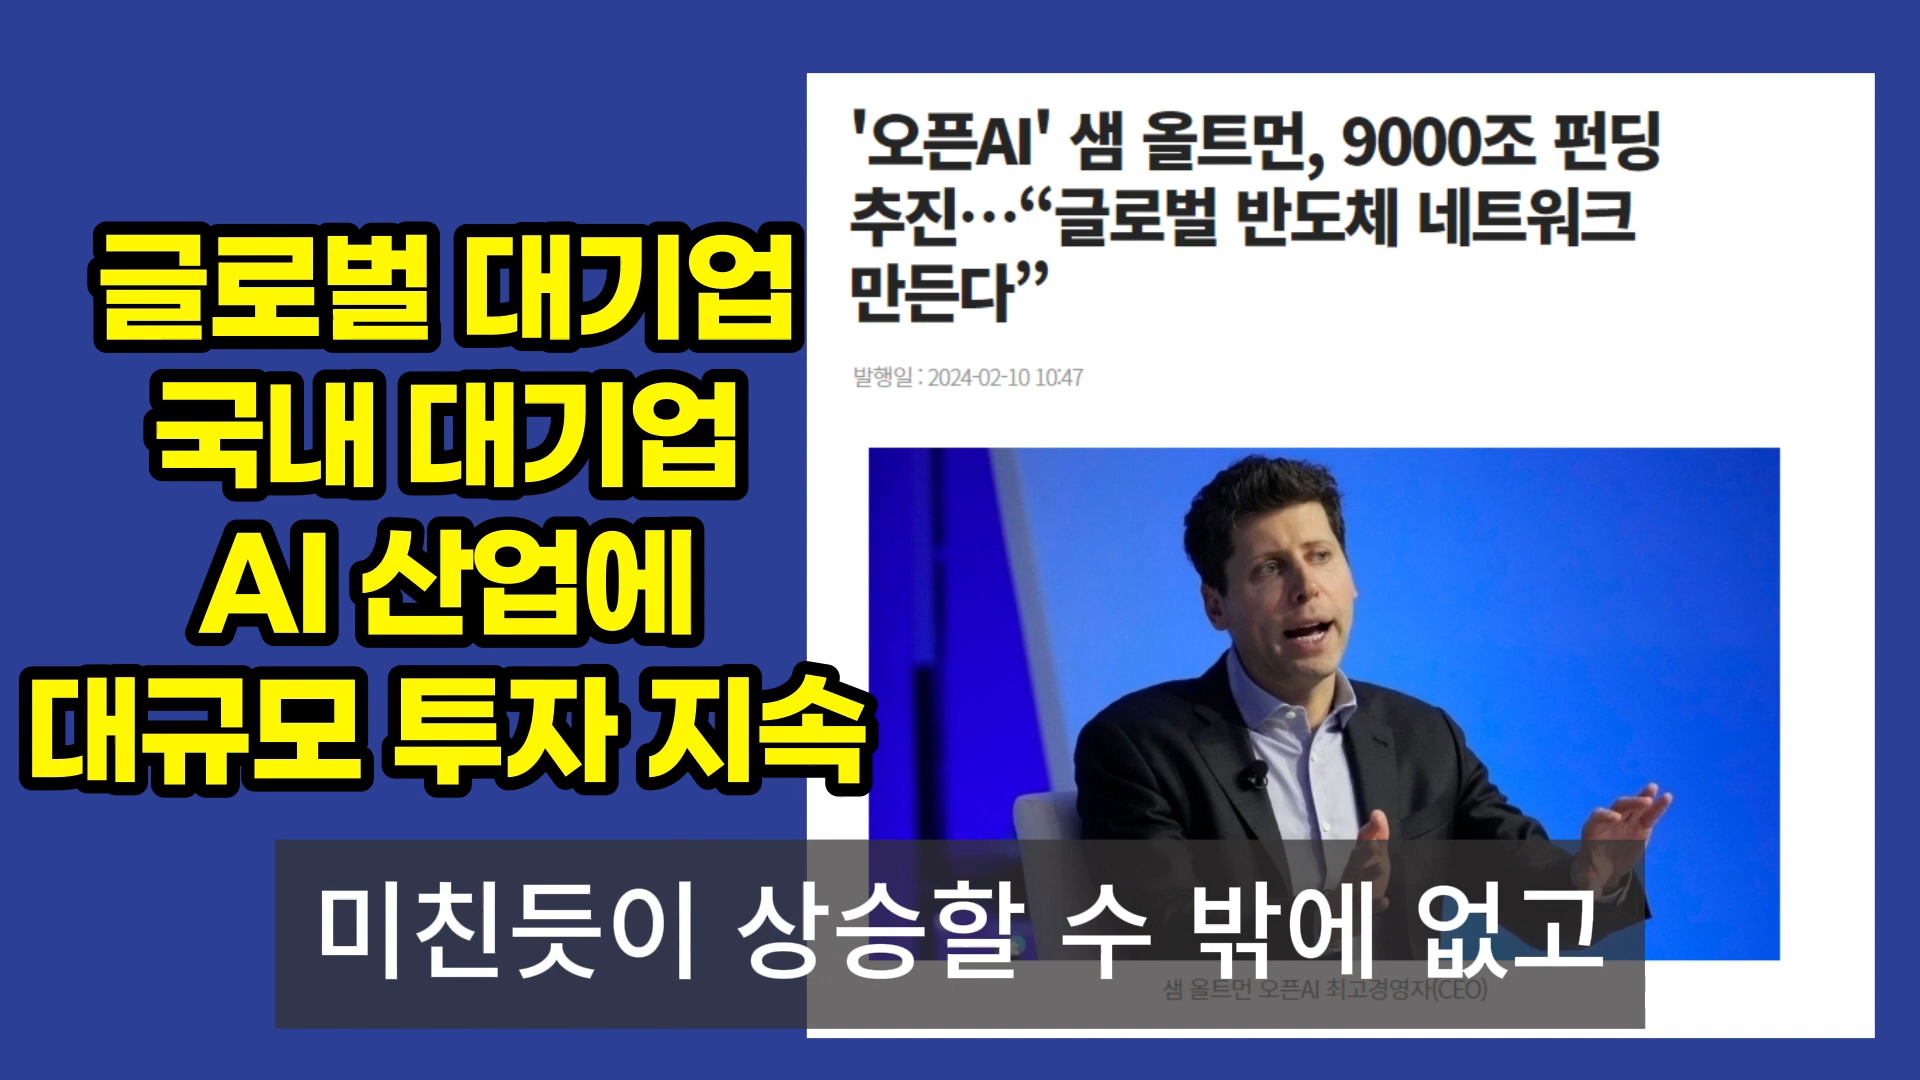 글로벌 대기업
국내 대기업
AI 산업에
대규모 투자 지속
'오픈AI' 샘 올트먼, 9000조 펀딩
추진…“글로벌 반도체 네트워크
만든다”
발행일 : 2024-02-10 10:47
미친듯이 상승할 수 밖에 없고
샘 올트먼 오픈AI 최고경영자(CEO)